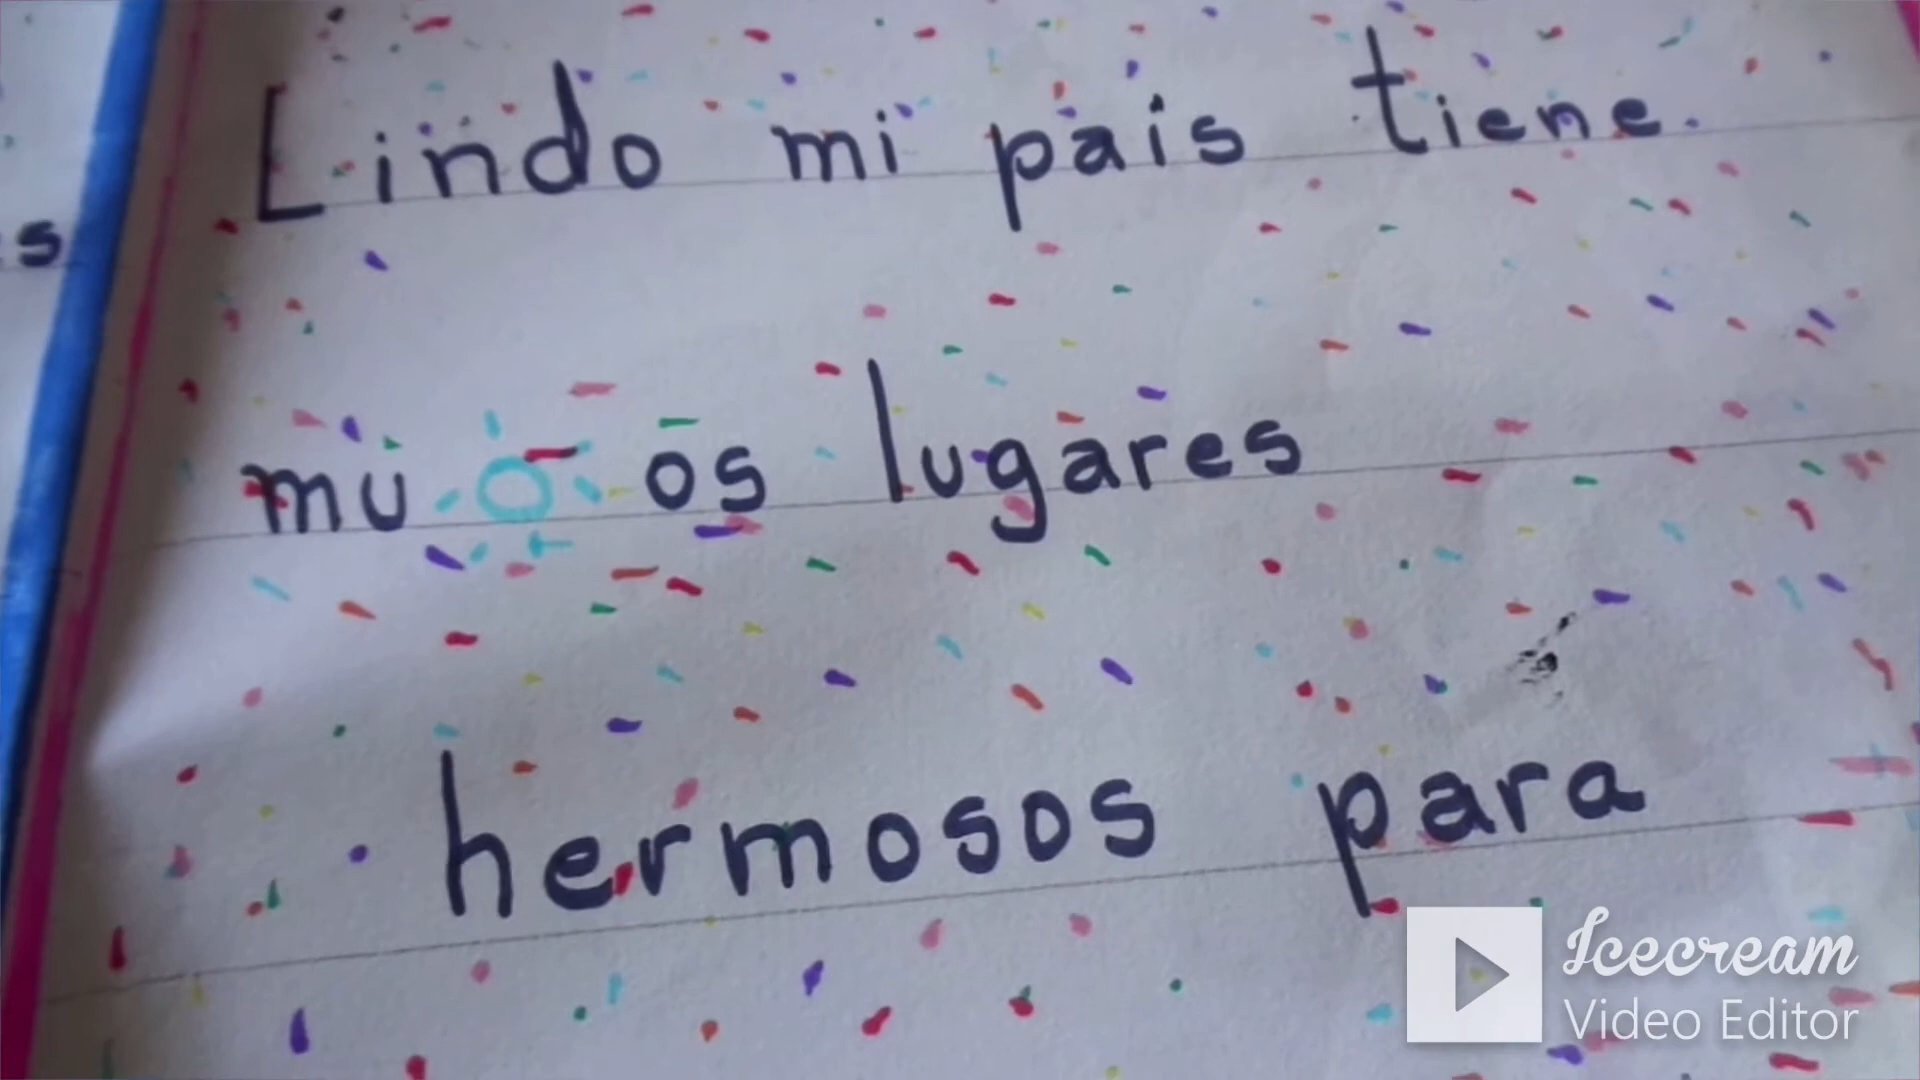 s
Lindo mi pais tiene.
mu os lugares
hermosos para
Icecream
Video Editor